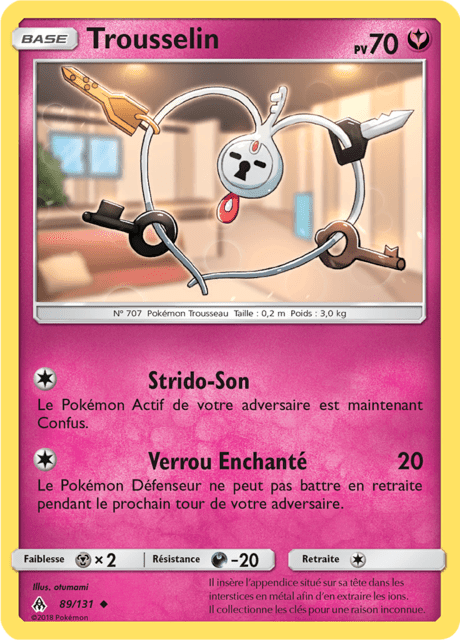 BASE Trousselin PV70
N° 707 Pokémon Trousseau Taille : 0,2 m Poids : 3,0 kg
Strido-Son
Le Pokémon Actif de votre adversaire est maintenant
Confus.
Verrou Enchanté 20
Le Pokémon Défenseur ne peut pas battre en retraite
pendant le prochain tour de votre adversaire.
Faiblesse ×2 Résistance -20 Retraite
Illus. otumami
89/131
©2018 Pokémon
Il insère l'appendice situé sur sa tête dans les
interstices en métal afin d'en extraire les ions.
Il collectionne les clés pour une raison inconnue.